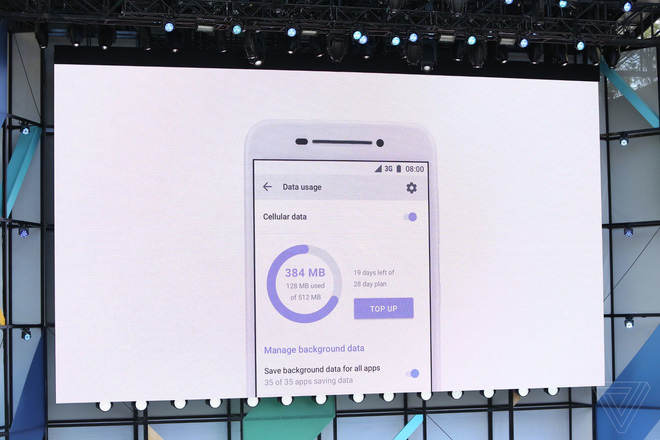 3G 08:00
Data usage
Cellular data
384 MB
128 MB used
of 512 MB
19 days left of
28 day plan
TOP UP
Manage background data
Save background data for all apps
35 of 35 apps saving data